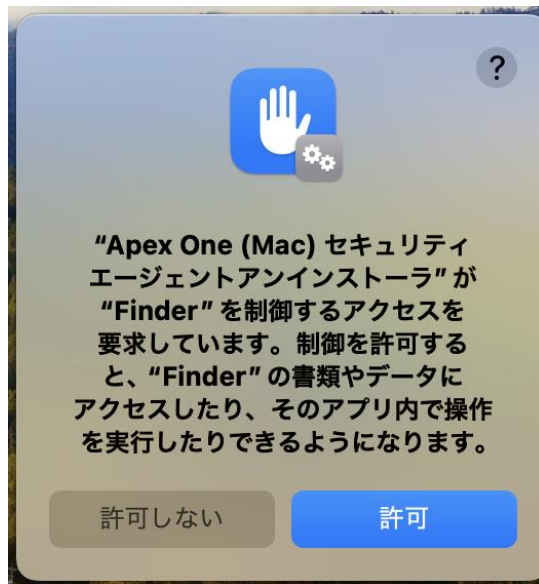 ?
“Apex One (Mac) セキュリティ
エージェントアンインストーラ”が
“Finder”を制御するアクセスを
要求しています。制御を許可する
と、“Finder”の書類やデータに
アクセスしたり、そのアプリ内で操作
を実行したりできるようになります。
許可しない
許可